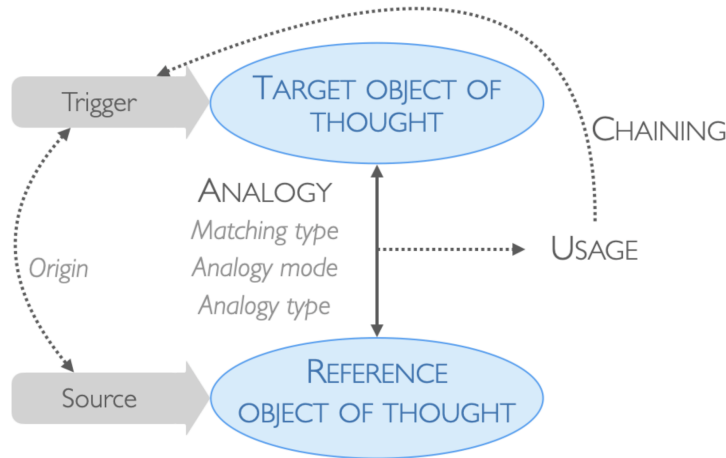 Trigger
TARGET OBJECT OF
THOUGHT
CHAINING
ANALOGY
Matching type
Analogy mode
Analogy type
USAGE
Origin
Source
REFERENCE
OBJECT OF THOUGHT